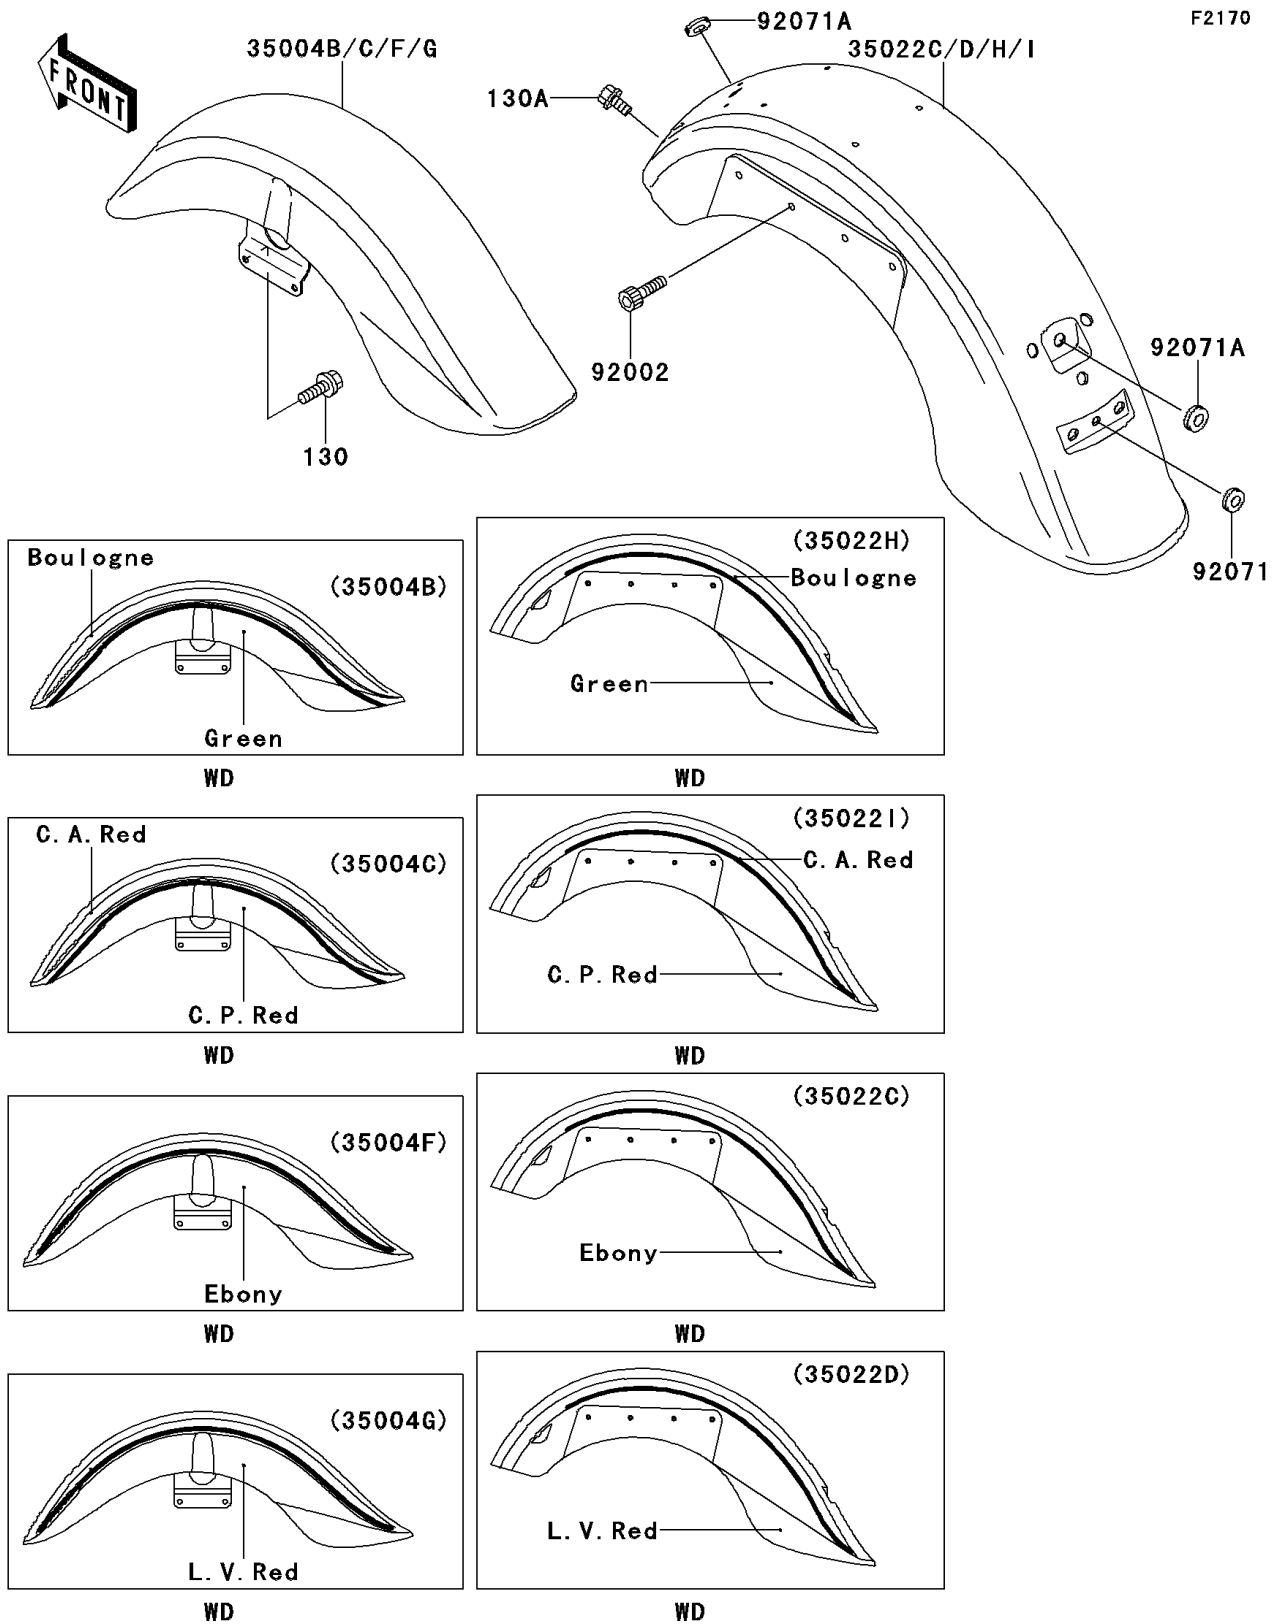 F2170
92071A
35004B/C/F/G
35022C/D/H/I
FRONT
130A
92002
92071A
130
92071
Boulogne
(35004B)
Green
WD
(35022H)
Boulogne
Green
WD
C.A.Red
(35004C)
C.P.Red
WD
(35022I)
C.A.Red
C.P.Red
WD
(35004F)
Ebony
WD
(35022C)
Ebony
WD
(35004G)
L.V.Red
WD
(35022D)
L.V.Red
WD